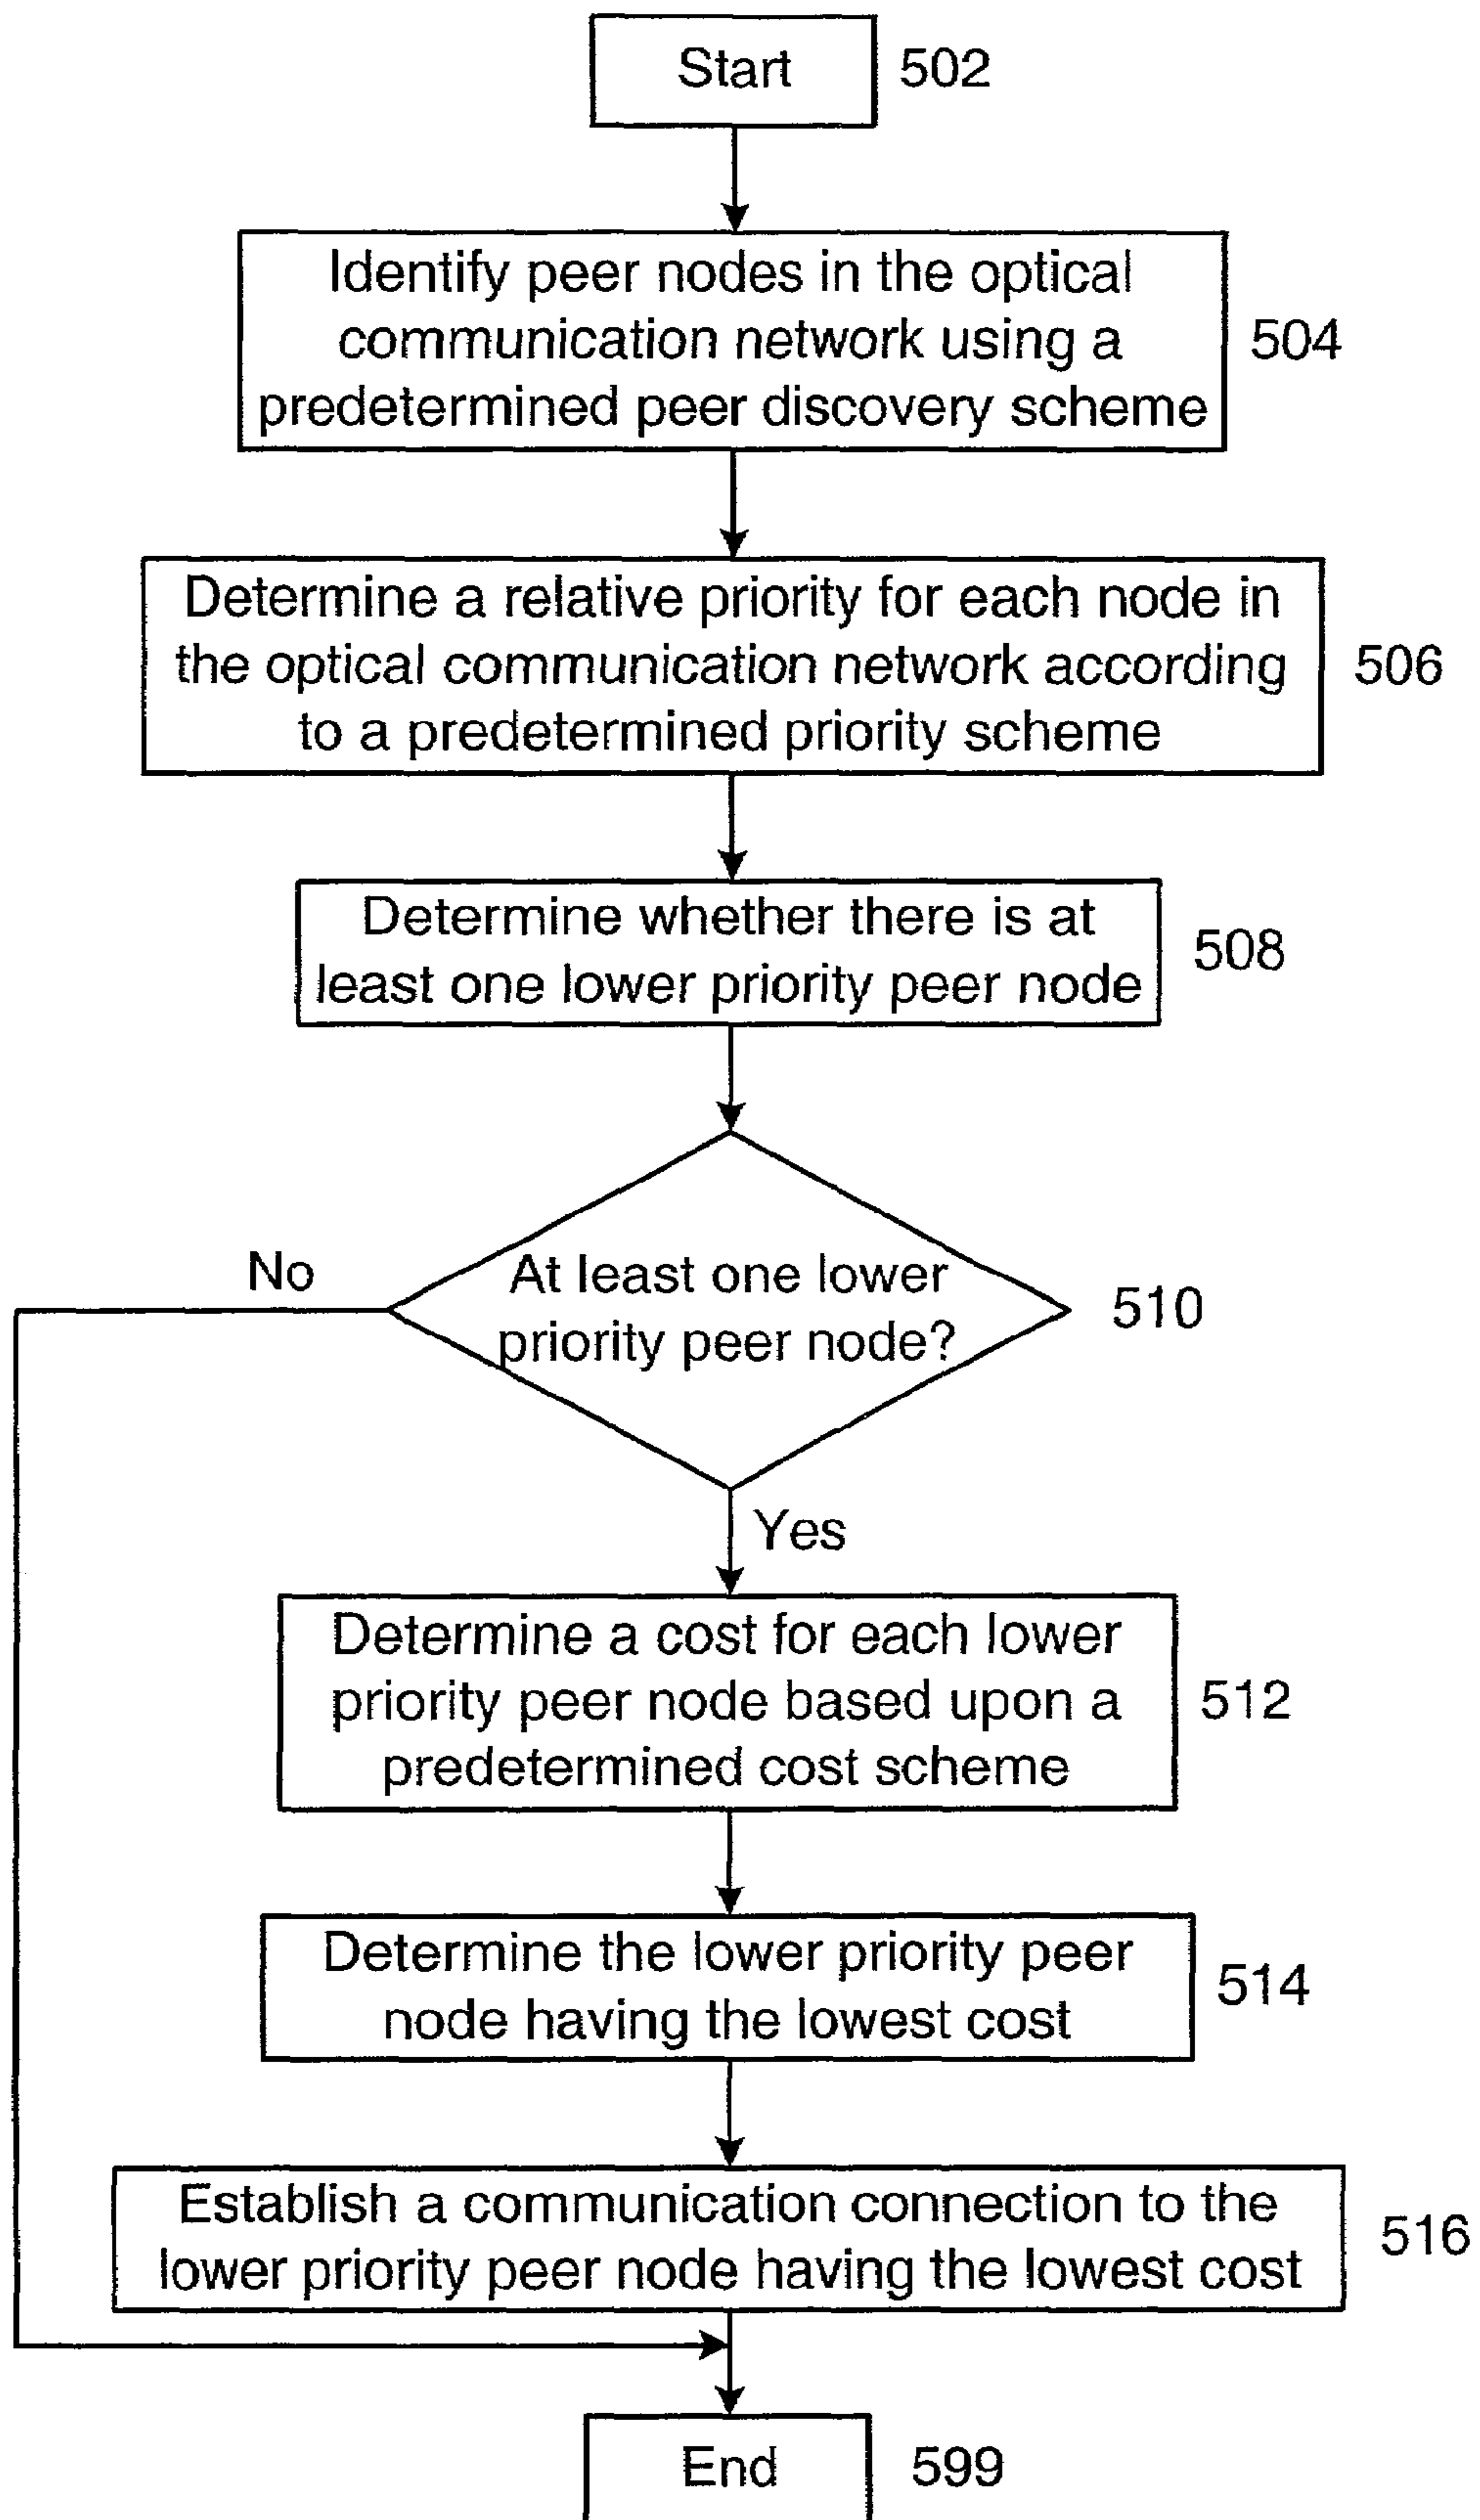 Start
502
Identify peer nodes in the optical
communication network using a
predetermined peer discovery scheme
504
Determine a relative priority for each node in
the optical communication network according
to a predetermined priority scheme
506
Determine whether there is at
least one lower priority peer node
508
No
At least one lower
priority peer node?
510
Yes
Determine a cost for each lower
priority peer node based upon a
predetermined cost scheme
512
Determine the lower priority peer
node having the lowest cost
514
Establish a communication connection to the
lower priority peer node having the lowest cost
516
End
599